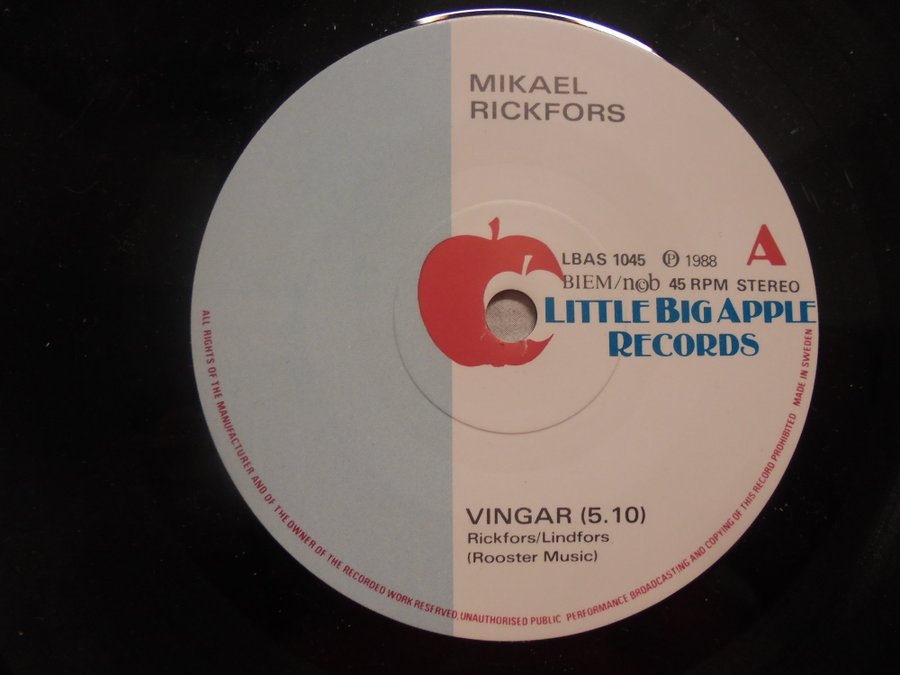 MIKAEL
RICKFORS
A
LBAS 1045 Ⓟ 1988
BIEM/n©b 45 RPM STEREO
LITTLE BIG APPLE
RECORDS
VINGAR (5.10)
Rickfors/Lindfors
(Rooster Music)
ALL RIGHTS OF THE MANUFACTURER AND OF THE OWNER OF THE RECORDED WORK RESERVED. UNAUTHORISED PUBLIC PERFORMANCE BROADCASTING AND COPYING OF THIS RECORD PROHIBITED MADE IN SWEDEN